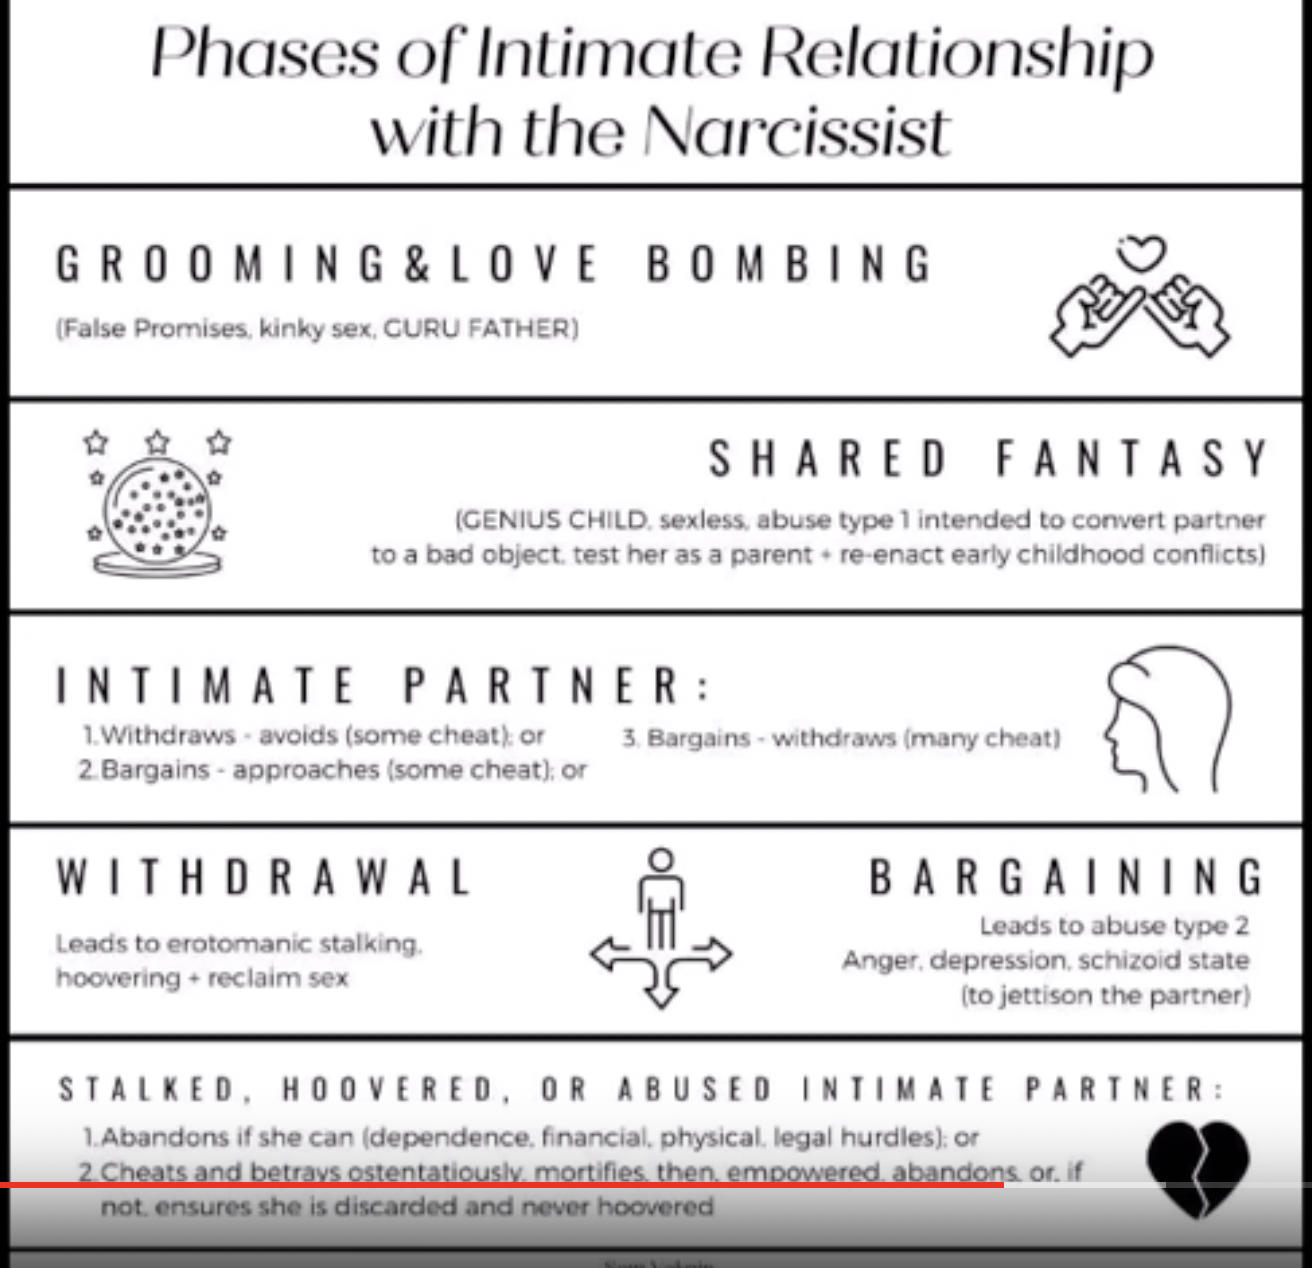 Phases of Intimate Relationship
with the Narcissist
GROOMING&LOVE BOMBING
(False Promises, kinky sex, GURU FATHER)
SHARED FANTASY
(GENIUS CHILD, sexless, abuse type 1 intended to convert partner
to a bad object, test her as a parent + re-enact early childhood conflicts)
INTIMATE PARTNER:
1.Withdraws - avoids (some cheat); or
2.Bargains - approaches (some cheat); or
3. Bargains - withdraws (many cheat)
WITHDRAWAL
Leads to erotomanic stalking,
hoovering + reclaim sex
BARGAINING
Leads to abuse type 2
Anger, depression, schizoid state
(to jettison the partner)
STALKED, HOOVERED, OR ABUSED INTIMATE PARTNER:
1.Abandons if she can (dependence, financial, physical, legal hurdles); or
2.Cheats and betrays ostentatiously, mortifies, then, empowered, abandons, or, if
not, ensures she is discarded and never hoovered